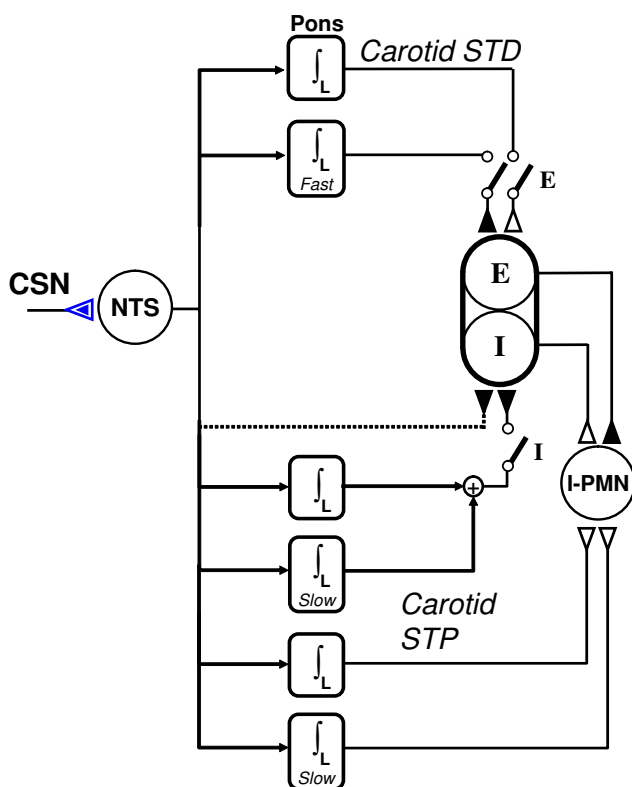 Pons
∫L
Carotid STD
∫L
Fast
E
CSN
NTS
E
I
I
∫L
+
I-PMN
∫L
Slow
Carotid
STP
∫L
∫L
Slow